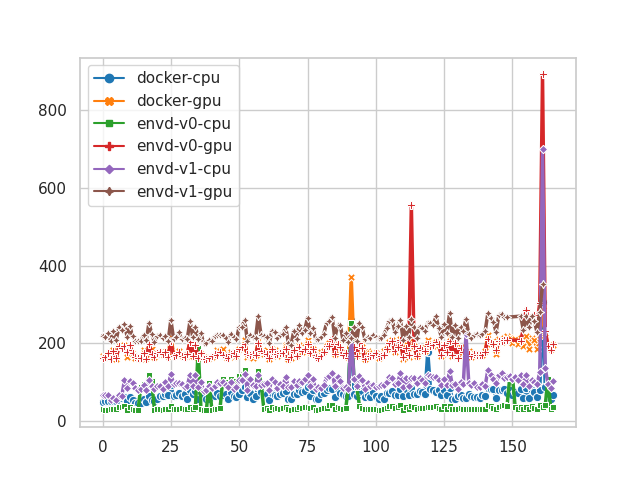 docker-cpu
docker-gpu
envd-v0-cpu
envd-v0-gpu
envd-v1-cpu
envd-v1-gpu
800
600
400
200
0
0 25 50 75 100 125 150